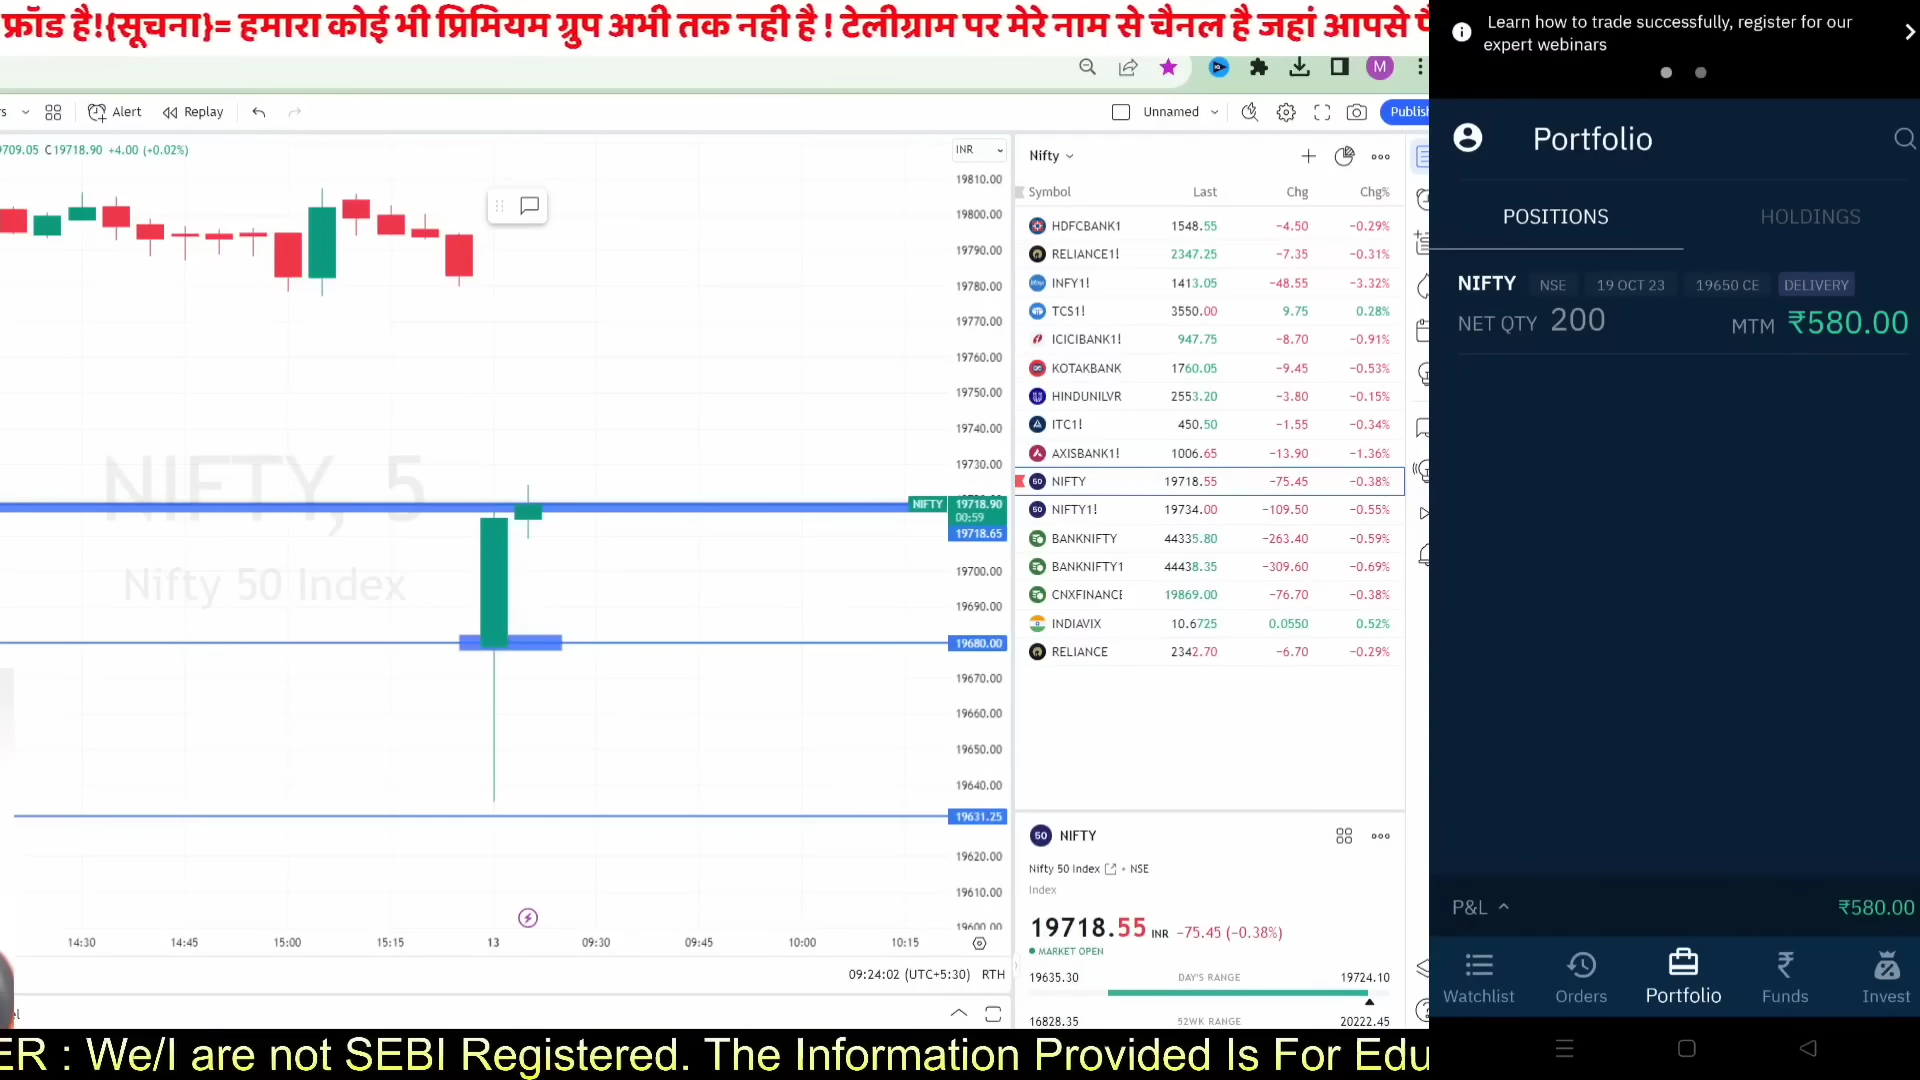 फ्रॉड है!{सूचना}= हमारा कोई भी प्रिमियम ग्रुप अभी तक नही है ! टेलीग्राम पर मेरे नाम से चैनल है जहां आपसे
Learn how to trade successfully, register for our
expert webinars
M
Alert
Replay
Unnamed
Publish
709.05 C19718.90 +4.00 (+0.02%)
INR
19810.00
19800.00
19790.00
19780.00
19770.00
19760.00
19750.00
19740.00
19730.00
NIFTY 19718.90
00:59
19718.65
19700.00
19690.00
19680.00
19670.00
19660.00
19650.00
19640.00
19631.25
19620.00
19610.00
19600.00
NIFTY, 5
Nifty 50 Index
14:30 14:45 15:00 15:15 13 09:30 09:45 10:00 10:15
09:24:02 (UTC+5:30) RTH
Nifty
Symbol Last Chg Chg%
HDFCBANK1 1548.55 −4.50 −0.29%
RELIANCE1! 2347.25 −7.35 −0.31%
INFY1! 1413.05 −48.55 −3.32%
TCS1! 3550.00 9.75 0.28%
ICICIBANK1! 947.75 −8.70 −0.91%
KOTAKBANK 1760.05 −9.45 −0.53%
HINDUNILVR 2553.20 −3.80 −0.15%
ITC1! 450.50 −1.55 −0.34%
AXISBANK1! 1006.65 −13.90 −1.36%
50 NIFTY 19718.55 −75.45 −0.38%
50 NIFTY1! 19734.00 −109.50 −0.55%
BANKNIFTY 44335.80 −263.40 −0.59%
BANKNIFTY1 44438.35 −309.60 −0.69%
CNXFINANCE 19869.00 −76.70 −0.38%
INDIAVIX 10.6725 0.0550 0.52%
RELIANCE 2342.70 −6.70 −0.29%
50 NIFTY
Nifty 50 Index • NSE
Index
19718.55 INR −75.45 (−0.38%)
MARKET OPEN
19635.30 DAY'S RANGE 19724.10
16828.35 52WK RANGE 20222.45
Portfolio
POSITIONS HOLDINGS
NIFTY NSE 19 OCT 23 19650 CE DELIVERY
NET QTY 200 MTM ₹580.00
P&L ₹580.00
Watchlist Orders Portfolio Funds Invest
ER : We/I are not SEBI Registered. The Information Provided Is For Edu